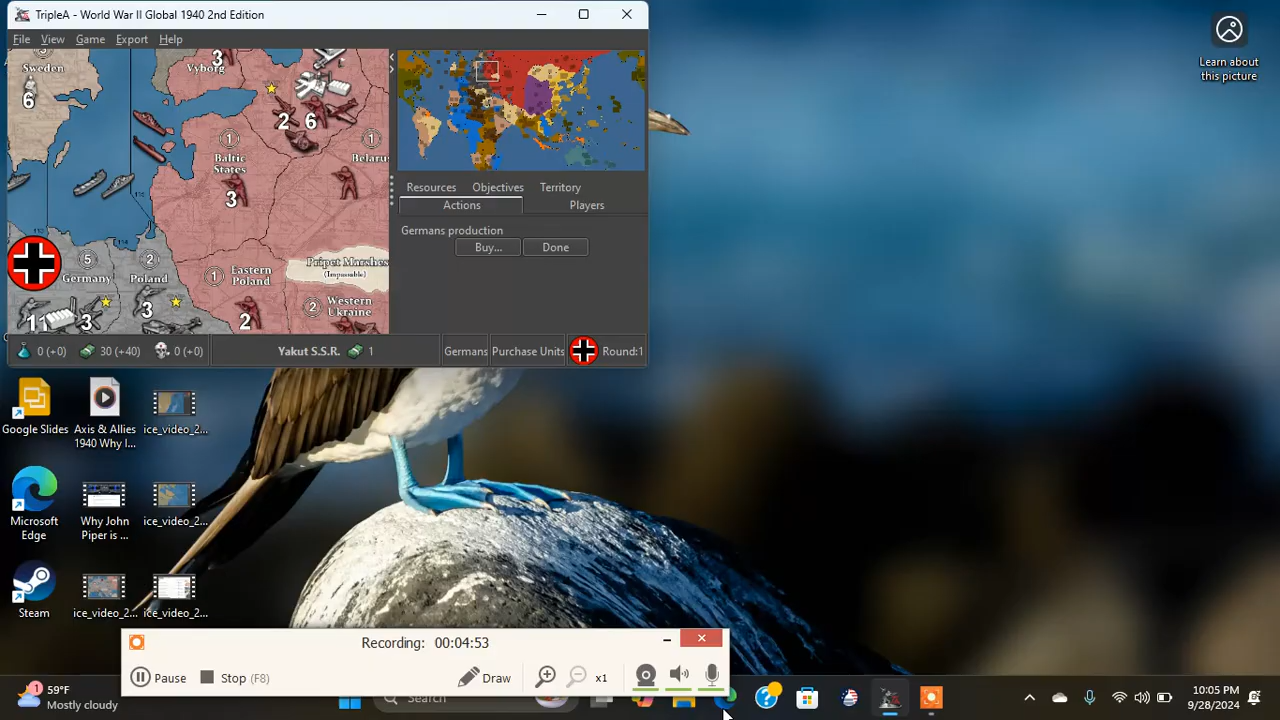 TripleA - World War II Global 1940 2nd Edition
File View Game Export Help
Sweden
6
3
Vyborg
2 6
1
Baltic
States
3
1
Belarus
113
E114
116
5
Germany
2
Poland
1
Eastern
Poland
Pripet Marshes
(Impassable)
2
Western
Ukraine
11 3
3
2
Resources Objectives Territory
Actions Players
Germans production
Buy... Done
0 (+0) 30 (+40) 0 (+0) Yakut S.S.R. 1 Germans Purchase Units Round:1
Learn about
this picture
Google Slides
Axis & Allies
1940 Why I...
ice_video_2...
Microsoft
Edge
Why John
Piper is ...
ice_video_2...
Steam
ice_video_2...
ice_video_2...
Recording: 00:04:53
Pause Stop (F8) Draw x1
1
59°F
Mostly cloudy
Search
10:05 PM
9/28/2024